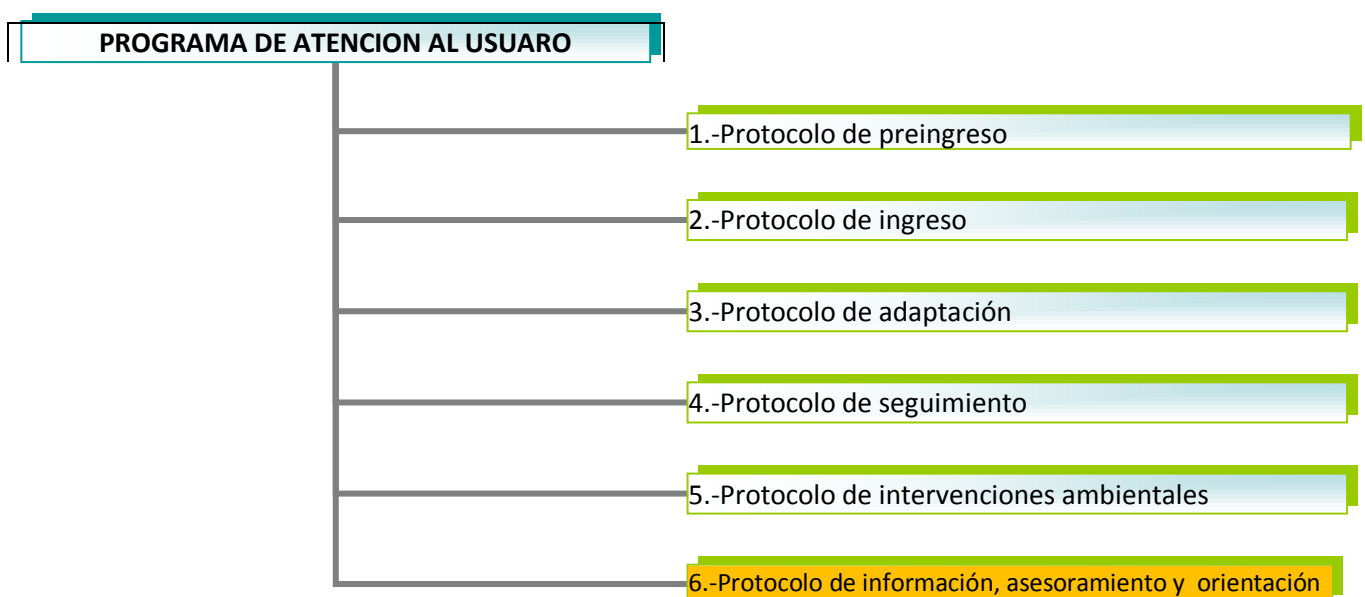 PROGRAMA DE ATENCION AL USUARO
1.-Protocolo de preingreso
2.-Protocolo de ingreso
3.-Protocolo de adaptación
4.-Protocolo de seguimiento
5.-Protocolo de intervenciones ambientales
6.-Protocolo de información, asesoramiento y orientación